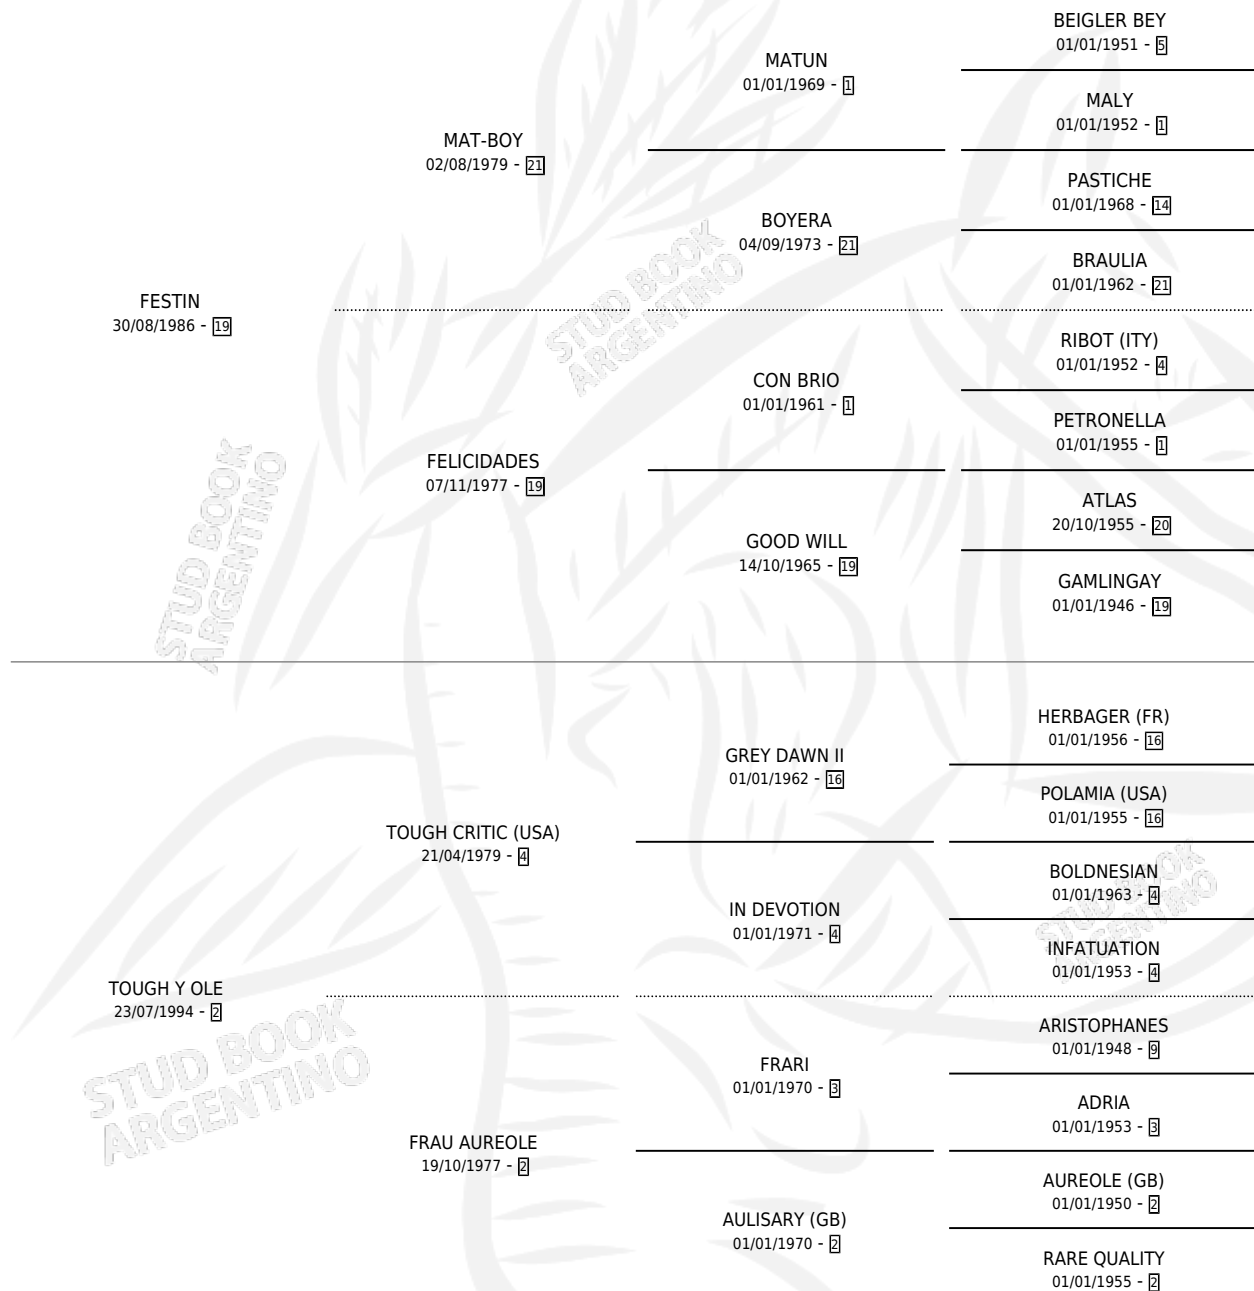 BEIGLER BEY
01/01/1951 - 5
MATUN
01/01/1969 - 1
MALY
01/01/1952 - 1
MAT-BOY
02/08/1979 - 21
PASTICHE
01/01/1968 - 14
BOYERA
04/09/1973 - 21
BRAULIA
01/01/1962 - 21
FESTIN
30/08/1986 - 19
STUD BOOK
ARGENTINO
RIBOT (ITY)
01/01/1952 - 4
CON BRIO
01/01/1961 - 1
PETRONELLA
01/01/1955 - 1
FELICIDADES
07/11/1977 - 19
ATLAS
20/10/1955 - 20
GOOD WILL
14/10/1965 - 19
GAMLINGAY
01/01/1946 - 19
STUD BOOK
ARGENTINO
HERBAGER (FR)
01/01/1956 - 16
GREY DAWN II
01/01/1962 - 16
POLAMIA (USA)
01/01/1955 - 16
TOUGH CRITIC (USA)
21/04/1979 - 4
BOLDNESIAN
01/01/1963 - 4
IN DEVOTION
01/01/1971 - 4
STUD BOOK
ARGENTINO
INFATUATION
01/01/1953 - 4
TOUGH Y OLE
23/07/1994 - 2
STUD BOOK
ARGENTINO
ARISTOPHANES
01/01/1948 - 9
FRARI
01/01/1970 - 3
ADRIA
01/01/1953 - 3
FRAU AUREOLE
19/10/1977 - 2
AUREOLE (GB)
01/01/1950 - 2
AULISARY (GB)
01/01/1970 - 2
RARE QUALITY
01/01/1955 - 2